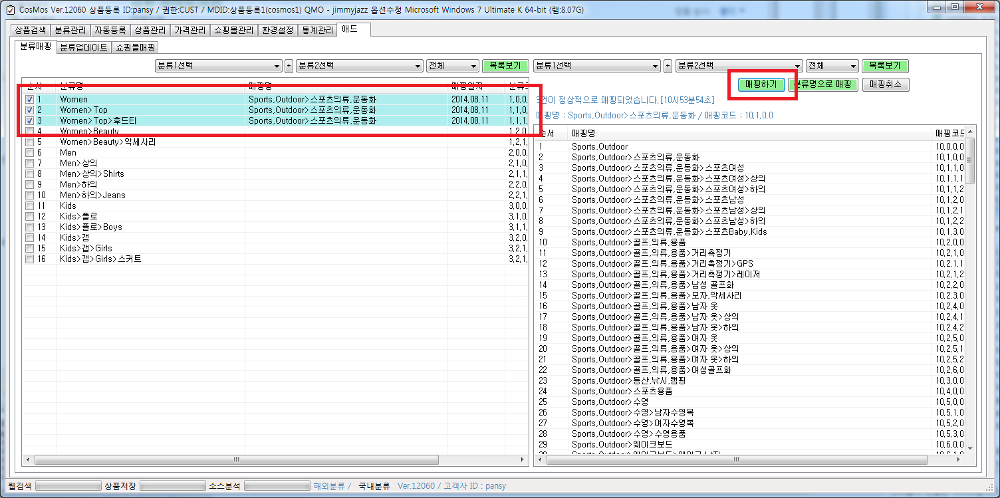 CosMos Ver.12060 상품등록 ID:pansy / 권한:CUST / MDID:상품등록1(cosmos1) QMO - jimmyjazz 옵션수정 Microsoft Windows 7 Ultimate K 64-bit (램:8.07G)
상품검색 분류관리 자동등록 상품관리 가격관리 쇼핑몰관리 환경설정 통계관리 애드
분류매핑 분류업데이트 쇼핑몰매핑
분류1선택 + 분류2선택 전체 목록보기 분류1선택 + 분류2선택 전체 목록보기
매핑하기 분류명으로 매핑 매핑취소
3건이 정상적으로 매핑되었습니다.[10시53분54초]
매핑명 : Sports,Outdoor>스포츠의류,운동화 / 매핑코드 : 10,1,0,0
분류명 매핑명 매핑일자
1 Women Sports,Outdoor>스포츠의류,운동화 2014,08,11 1,0,0,
2 Women>Top Sports,Outdoor>스포츠의류,운동화 2014,08,11 1,1,0,
3 Women>Top>후드티 Sports,Outdoor>스포츠의류,운동화 2014,08,11 1,1,1,
4 Women>Beauty 1,2,0,
5 Women>Beauty>악세사리 1,2,1,
6 Men 2,0,0,
7 Men>상의 2,1,0,
8 Men>상의>Shirts 2,1,1,
9 Men>하의 2,2,0,
10 Men>하의>Jeans 2,2,1,
11 Kids 3,0,0,
12 Kids>폴로 3,1,0,
13 Kids>폴로>Boys 3,1,1,
14 Kids>갭 3,2,0,
15 Kids>갭>Girls 3,2,1,
16 Kids>갭>Girls>스커트 3,2,1,
순서 매핑명 매핑코드
1 Sports,Outdoor 10,0,0,0
2 Sports,Outdoor>스포츠의류,운동화 10,1,0,0
3 Sports,Outdoor>스포츠의류,운동화>스포츠여성 10,1,1,0
4 Sports,Outdoor>스포츠의류,운동화>스포츠여성>상의 10,1,1,1
5 Sports,Outdoor>스포츠의류,운동화>스포츠여성>하의 10,1,1,2
6 Sports,Outdoor>스포츠의류,운동화>스포츠남성 10,1,2,0
7 Sports,Outdoor>스포츠의류,운동화>스포츠남성>상의 10,1,2,1
8 Sports,Outdoor>스포츠의류,운동화>스포츠남성>하의 10,1,2,2
9 Sports,Outdoor>스포츠의류,운동화>스포츠Baby,Kids 10,1,3,0
10 Sports,Outdoor>골프,의류,용품 10,2,0,0
11 Sports,Outdoor>골프,의류,용품>거리측정기 10,2,1,0
12 Sports,Outdoor>골프,의류,용품>거리측정기>GPS 10,2,1,1
13 Sports,Outdoor>골프,의류,용품>거리측정기>레이저 10,2,1,2
14 Sports,Outdoor>골프,의류,용품>남성 골프화 10,2,2,0
15 Sports,Outdoor>골프,의류,용품>모자,악세사리 10,2,3,0
16 Sports,Outdoor>골프,의류,용품>남자 옷 10,2,4,0
17 Sports,Outdoor>골프,의류,용품>남자 옷>상의 10,2,4,1
18 Sports,Outdoor>골프,의류,용품>남자 옷>하의 10,2,4,2
19 Sports,Outdoor>골프,의류,용품>여자 옷 10,2,5,0
20 Sports,Outdoor>골프,의류,용품>여자 옷>상의 10,2,5,1
21 Sports,Outdoor>골프,의류,용품>여자 옷>하의 10,2,5,2
22 Sports,Outdoor>골프,의류,용품>여성골프화 10,2,6,0
23 Sports,Outdoor>등산,낚시,캠핑 10,3,0,0
24 Sports,Outdoor>스포츠용품 10,4,0,0
25 Sports,Outdoor>수영 10,5,0,0
26 Sports,Outdoor>수영>남자수영복 10,5,1,0
27 Sports,Outdoor>수영>여자수영복 10,5,2,0
28 Sports,Outdoor>수영>수영용품 10,5,3,0
29 Sports,Outdoor>웨이크보드 10,6,0,0
웹검색 상품저장 소스분석 해외분류 / 국내분류 Ver.12060 / 고객사 ID : pansy